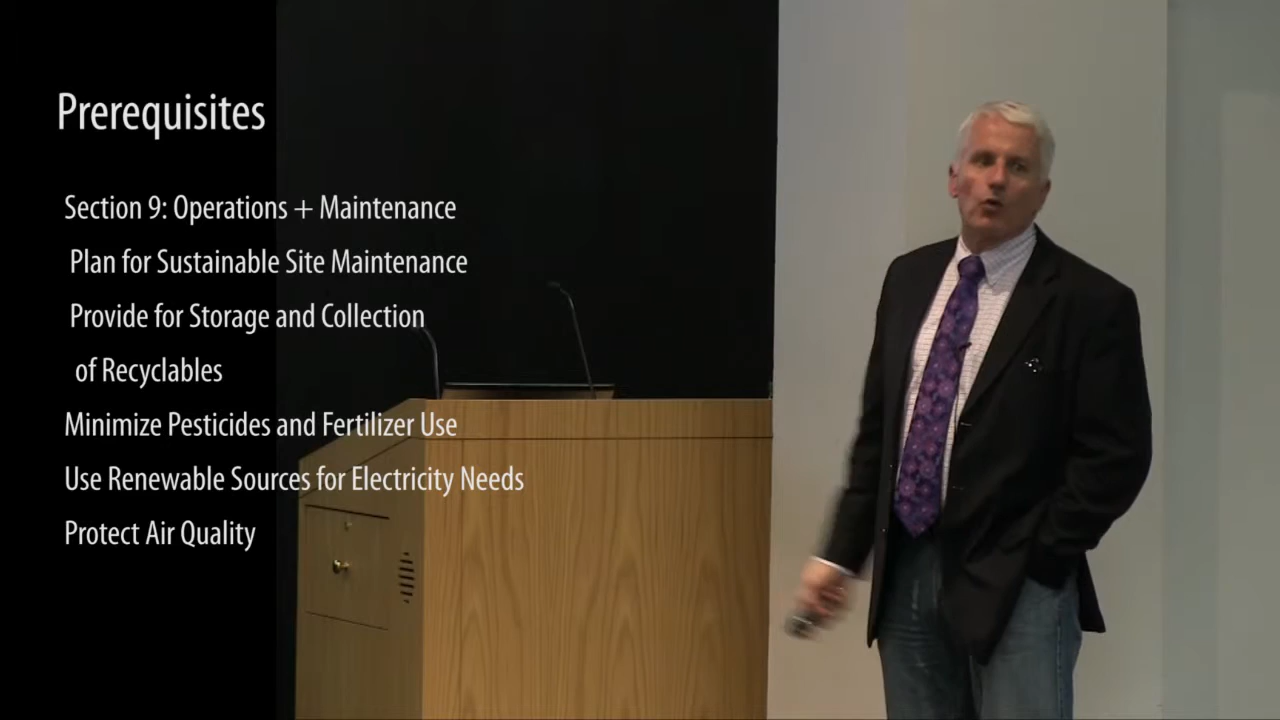 Prerequisites
Section 9: Operations + Maintenance
Plan for Sustainable Site Maintenance
Provide for Storage and Collection
of Recyclables
Minimize Pesticides and Fertilizer Use
Use Renewable Sources for Electricity Needs
Protect Air Quality